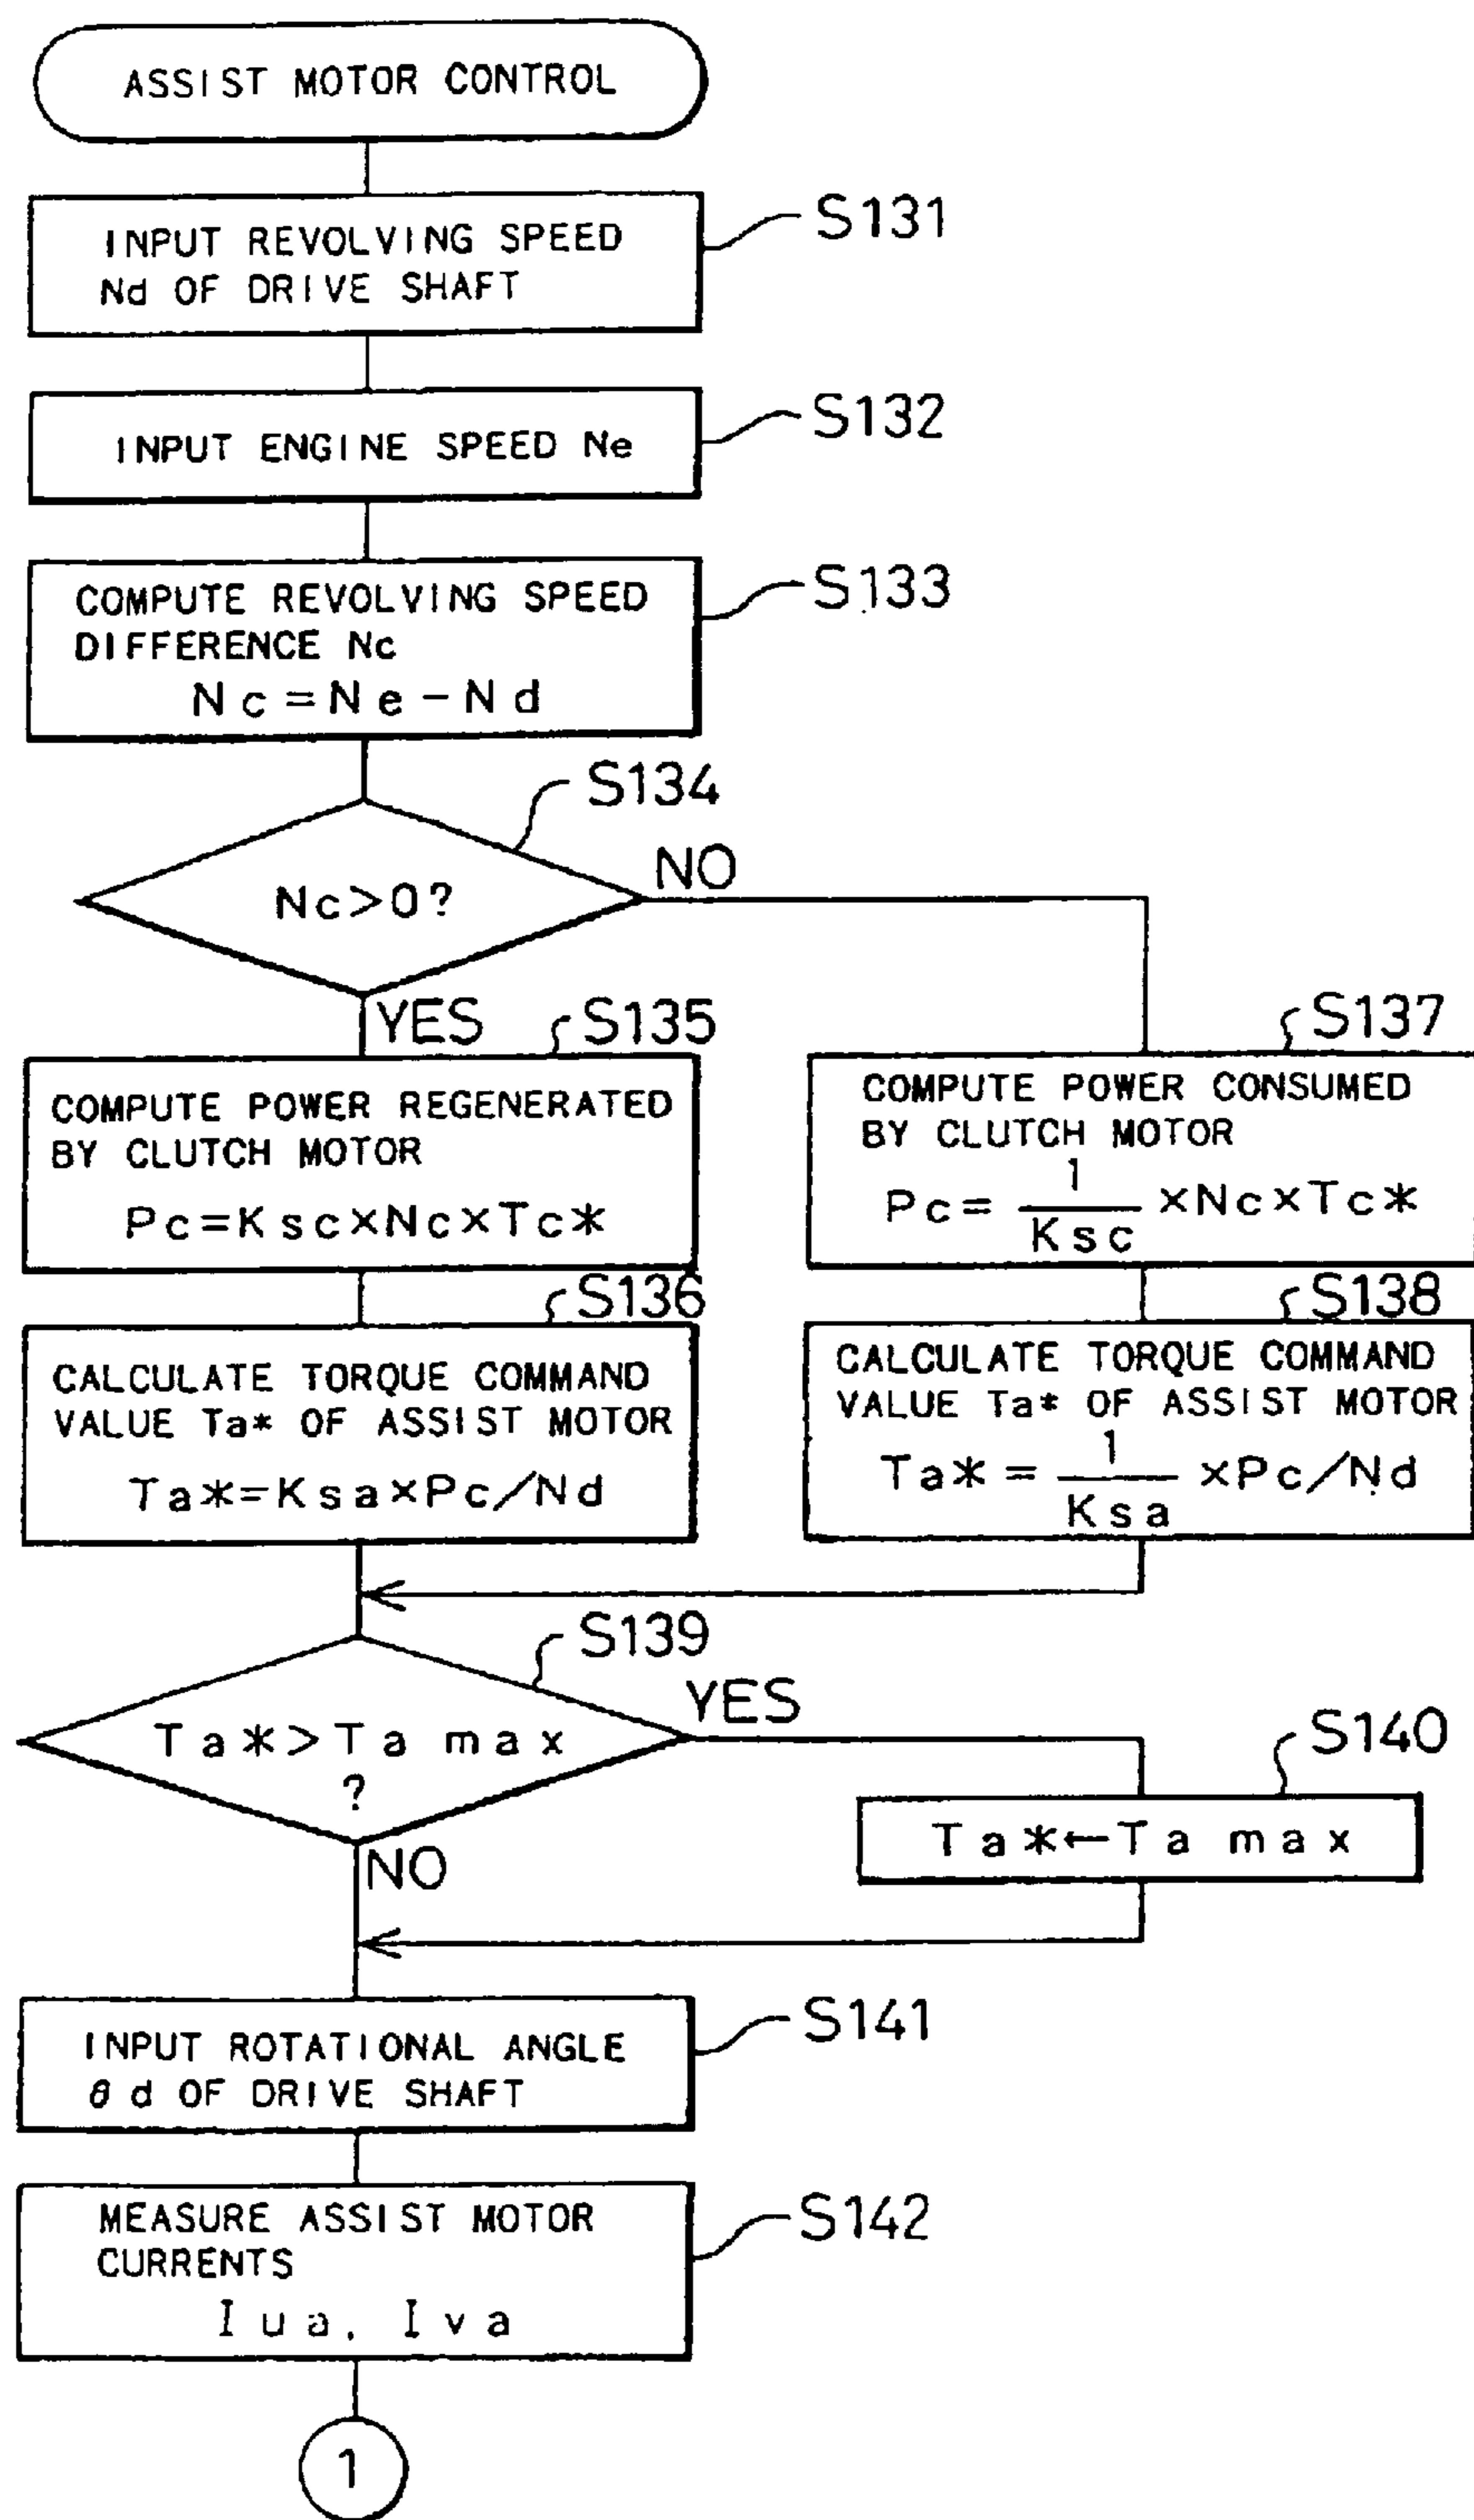 ASSIST MOTOR CONTROL
INPUT REVOLVING SPEED
Nd OF DRIVE SHAFT
S131
INPUT ENGINE SPEED Ne
S132
COMPUTE REVOLVING SPEED
DIFFERENCE Nc
Nc=Ne-Nd
S133
S134
Nc>0?
NO
YES
S135
COMPUTE POWER REGENERATED
BY CLUTCH MOTOR
Pc=Ksc×Nc×Tc*
S137
COMPUTE POWER CONSUMED
BY CLUTCH MOTOR
Pc= 1/Ksc ×Nc×Tc*
S136
CALCULATE TORQUE COMMAND
VALUE Ta* OF ASSIST MOTOR
Ta*=Ksa×Pc/Nd
S138
CALCULATE TORQUE COMMAND
VALUE Ta* OF ASSIST MOTOR
Ta*= 1/Ksa ×Pc/Nd
S139
Ta*>Ta max
?
YES
NO
S140
Ta*←Ta max
INPUT ROTATIONAL ANGLE
θd OF DRIVE SHAFT
S141
MEASURE ASSIST MOTOR
CURRENTS
Iua, Iva
S142
1